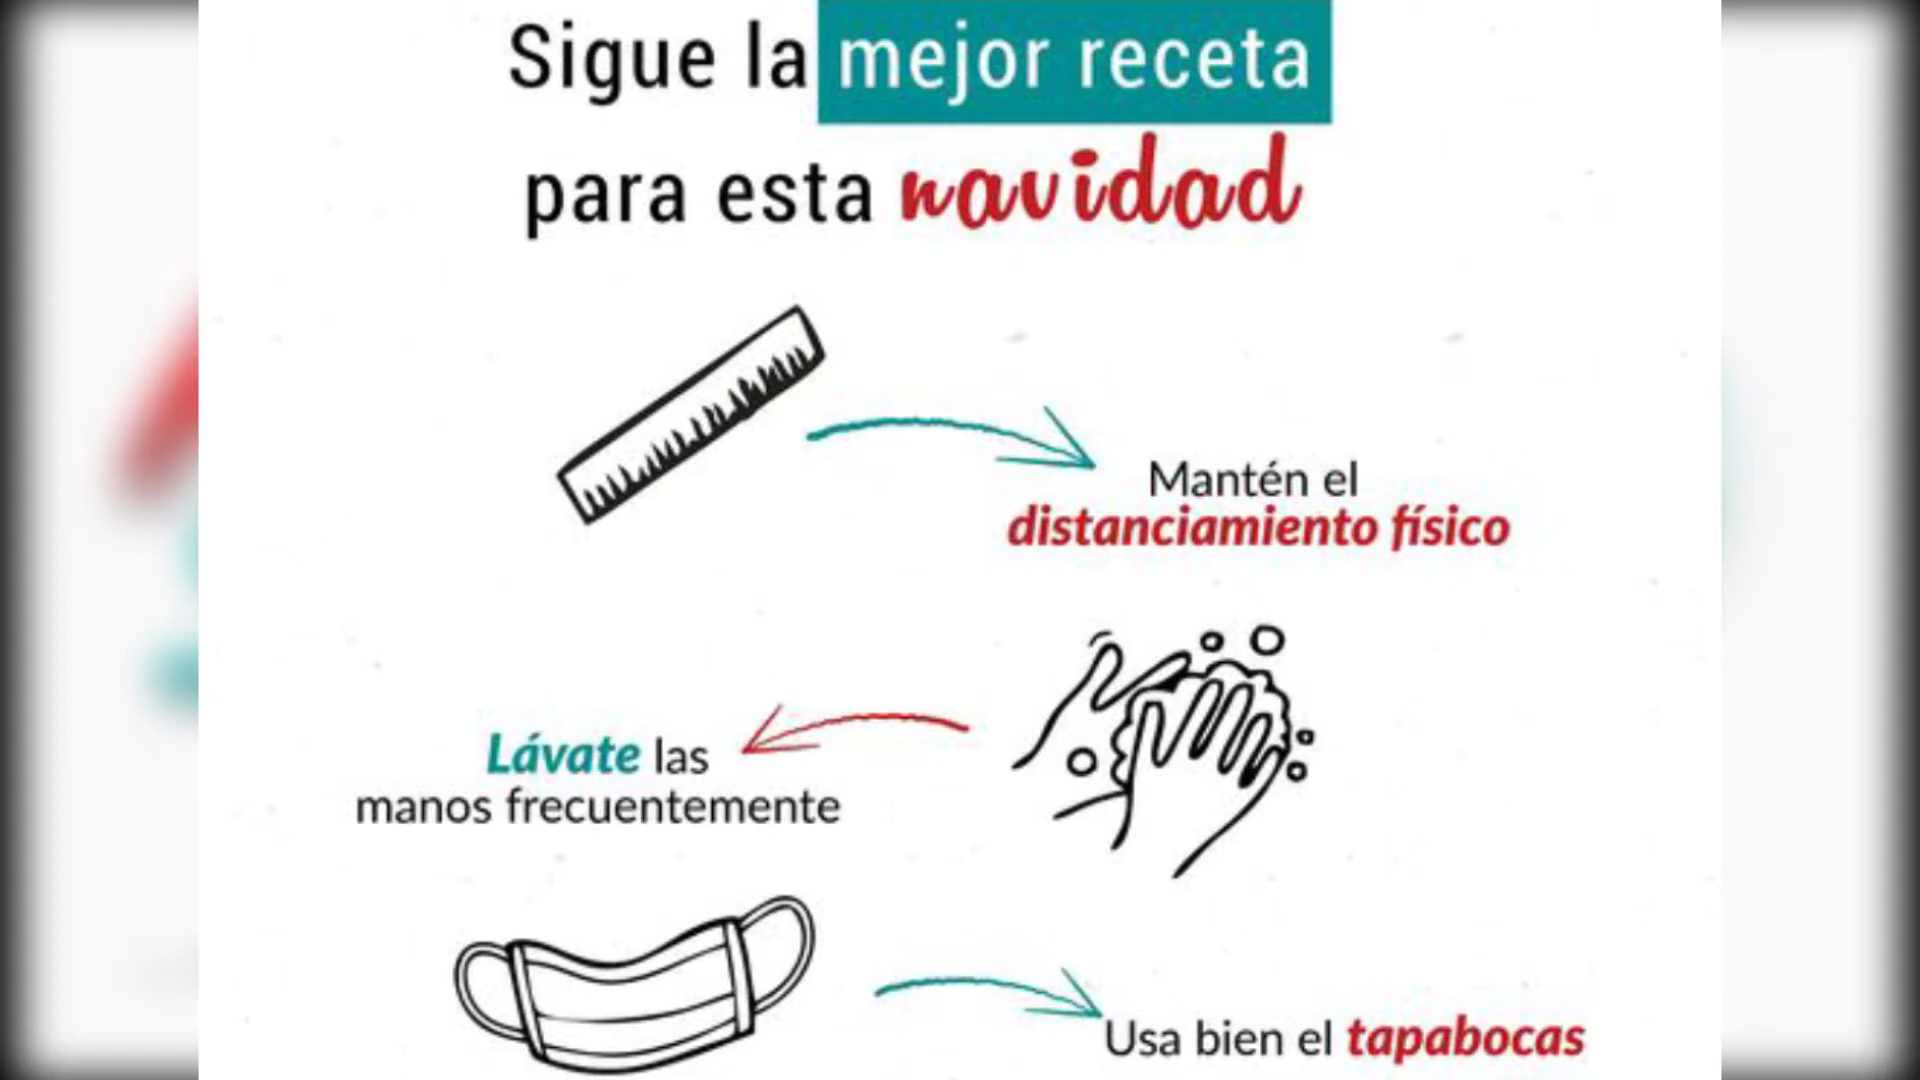 Sigue la mejor receta
para esta navidad
Mantén el
distanciamiento físico
Lávate las
manos frecuentemente
Usa bien el tapabocas